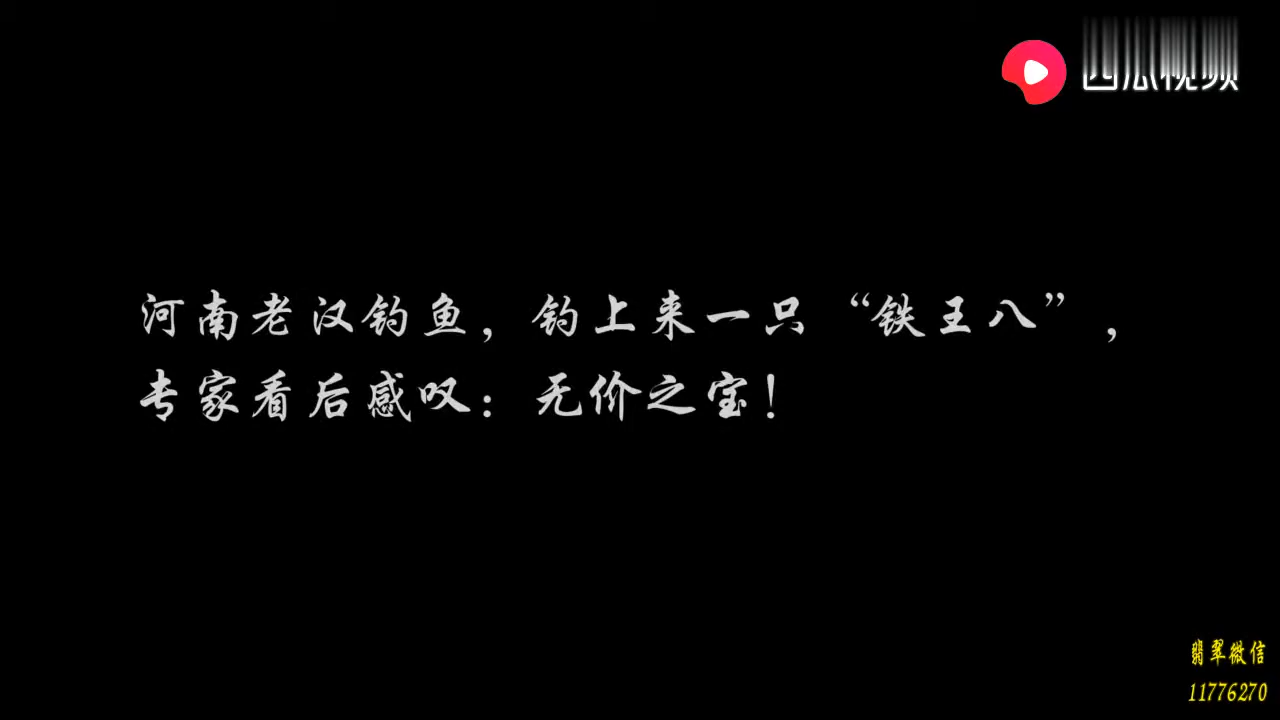 西瓜视频
河南老汉钓鱼，钓上来一只“铁王八”，
专家看后感叹：无价之宝！
翡翠微信
11776270